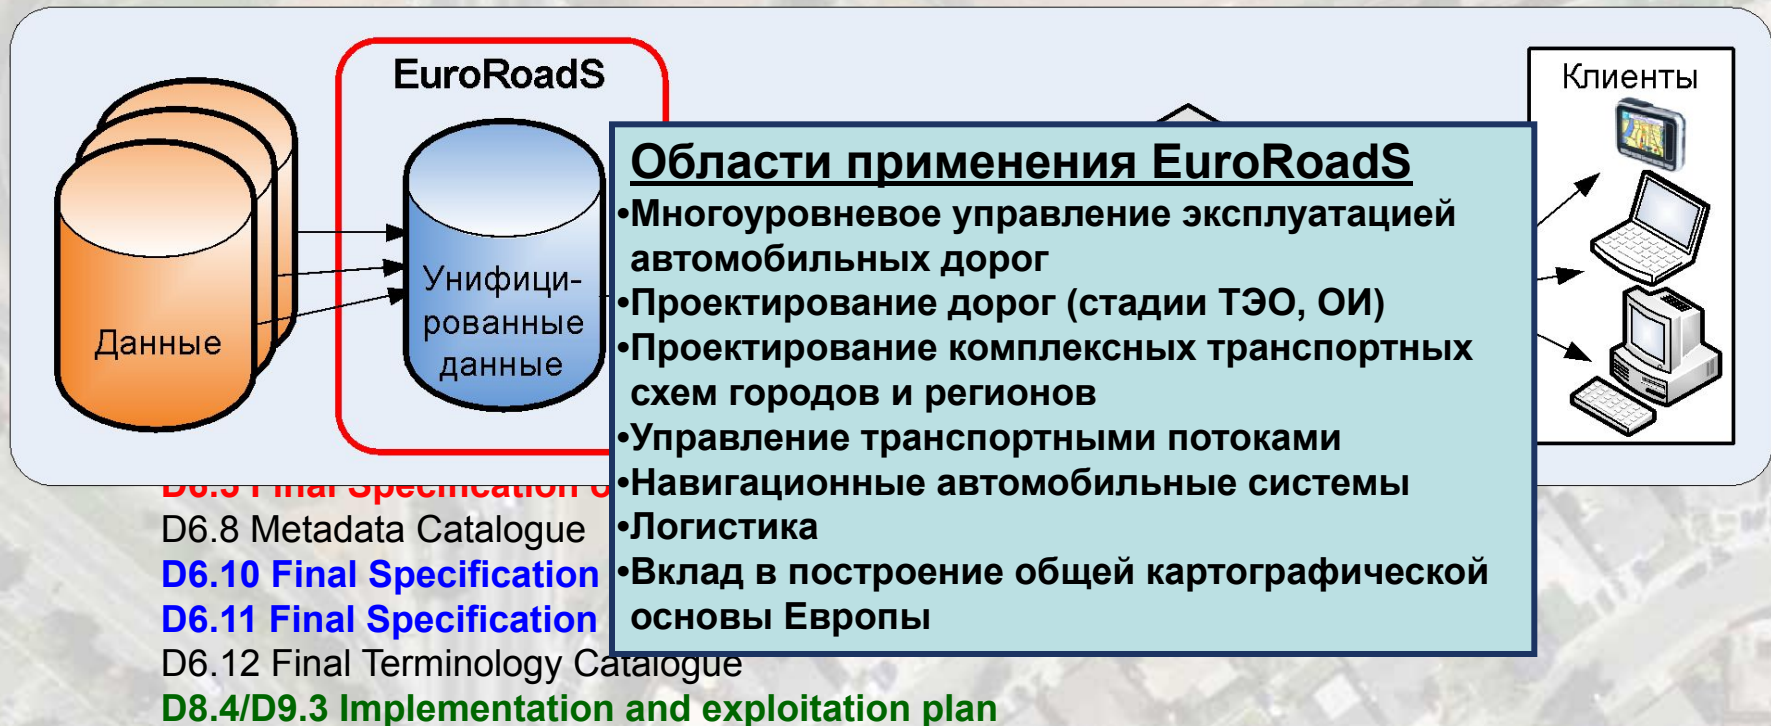 EuroRoadS
Данные
Унифици-
рованные
данные
Клиенты
Области применения EuroRoadS
•Многоуровневое управление эксплуатацией
автомобильных дорог
•Проектирование дорог (стадии ТЭО, ОИ)
•Проектирование комплексных транспортных
схем городов и регионов
•Управление транспортными потоками
•Навигационные автомобильные системы
•Логистика
•Вклад в построение общей картографической
основы Европы
Final Specification
D6.8 Metadata Catalogue
D6.10 Final Specification
D6.11 Final Specification
D6.12 Final Terminology Catalogue
D8.4/D9.3 Implementation and exploitation plan